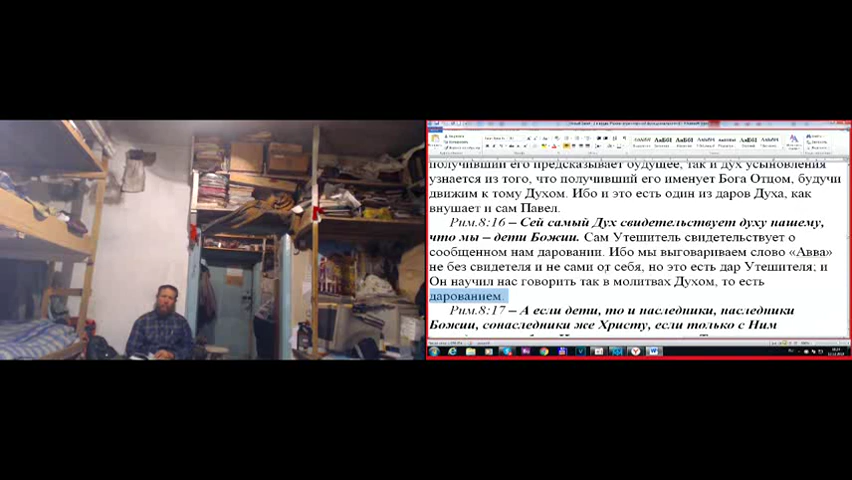 получивший его предсказывает будущее, так и дух усыновления
узнается из того, что получивший его именует Бога Отцом, будучи
движим к тому Духом. Ибо и это есть один из даров Духа, как
внушает и сам Павел.
Рим.8:16 – Сей самый Дух свидетельствует духу нашему,
что мы – дети Божии. Сам Утешитель свидетельствует о
сообщенном нам даровании. Ибо мы выговариваем слово «Авва»
не без свидетеля и не сами от себя, но это есть дар Утешителя; и
Он научил нас говорить так в молитвах Духом, то есть
дарованием.
Рим.8:17 – А если дети, то и наследники, наследники
Божии, сонаследники же Христу, если только с Ним